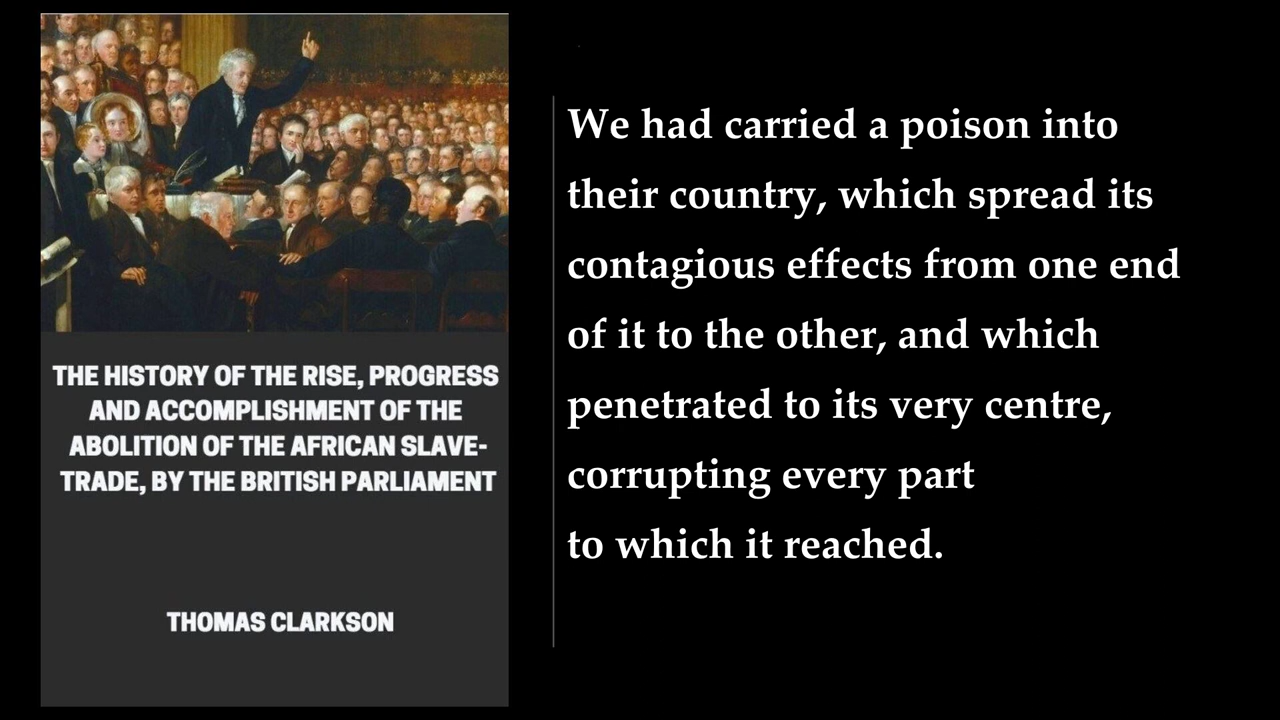 THE HISTORY OF THE RISE, PROGRESS
AND ACCOMPLISHMENT OF THE
ABOLITION OF THE AFRICAN SLAVE-
TRADE, BY THE BRITISH PARLIAMENT
THOMAS CLARKSON
We had carried a poison into
their country, which spread its
contagious effects from one end
of it to the other, and which
penetrated to its very centre,
corrupting every part
to which it reached.